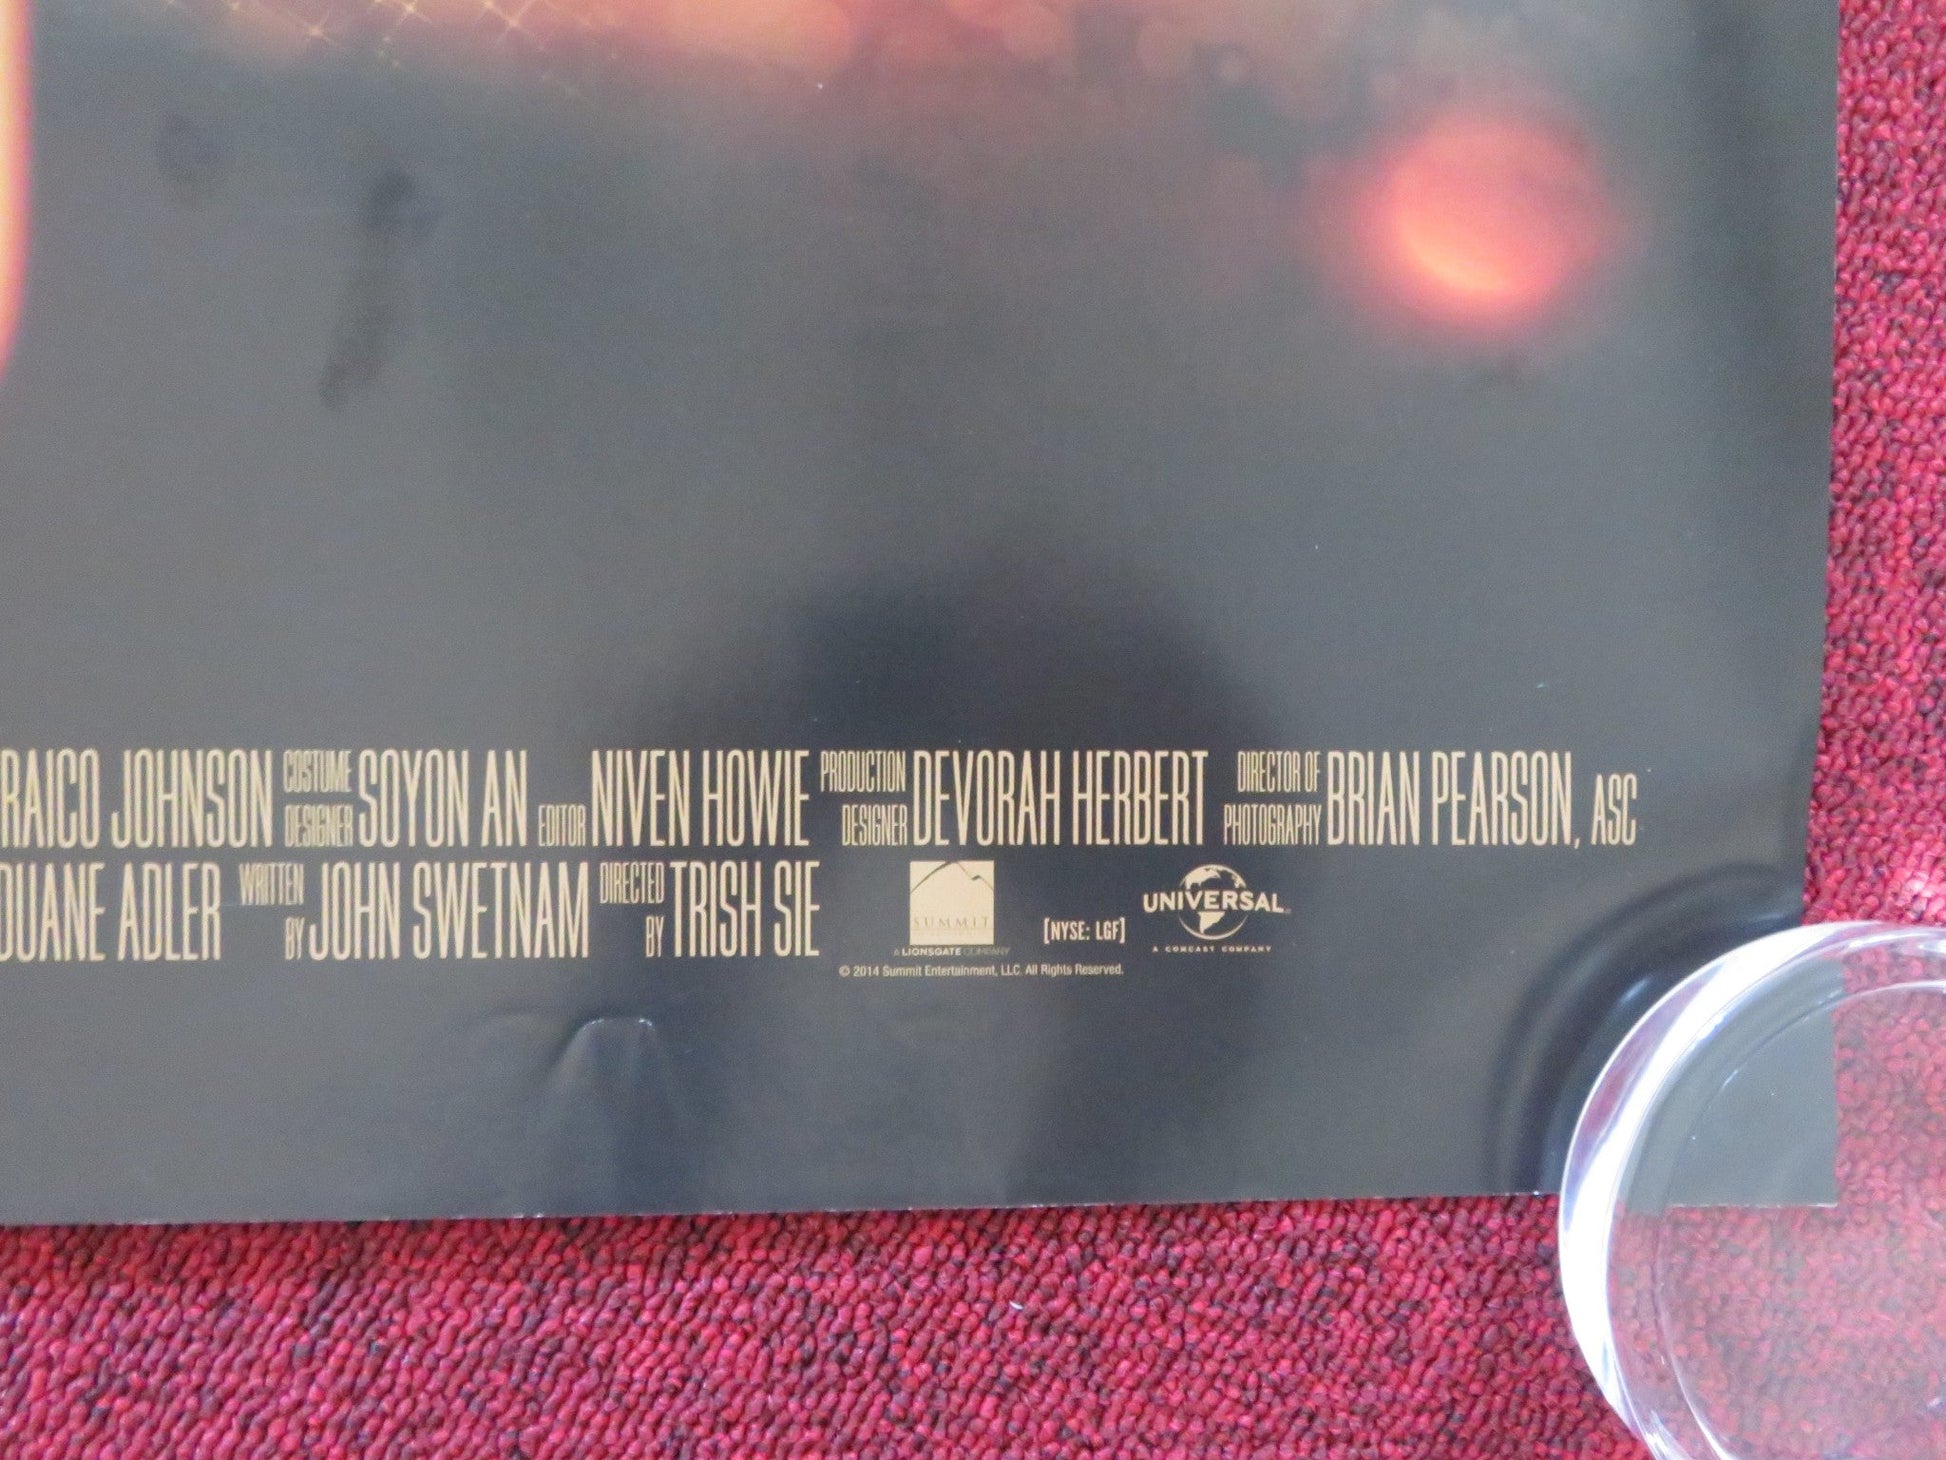 RAICO JOHNSON COSTUME DESIGNER SOYON AN EDITOR NIVEN HOWIE PRODUCTION DESIGNER DEVORAH HERBERT DIRECTOR OF PHOTOGRAPHY BRIAN PEARSON, ASC
DUANE ADLER WRITTEN BY JOHN SWETNAM DIRECTED BY TRISH SIE
SUMMIT
A LIONSGATE COMPANY
[NYSE: LGF]
UNIVERSAL
A COMCAST COMPANY
© 2014 Summit Entertainment, LLC. All Rights Reserved.